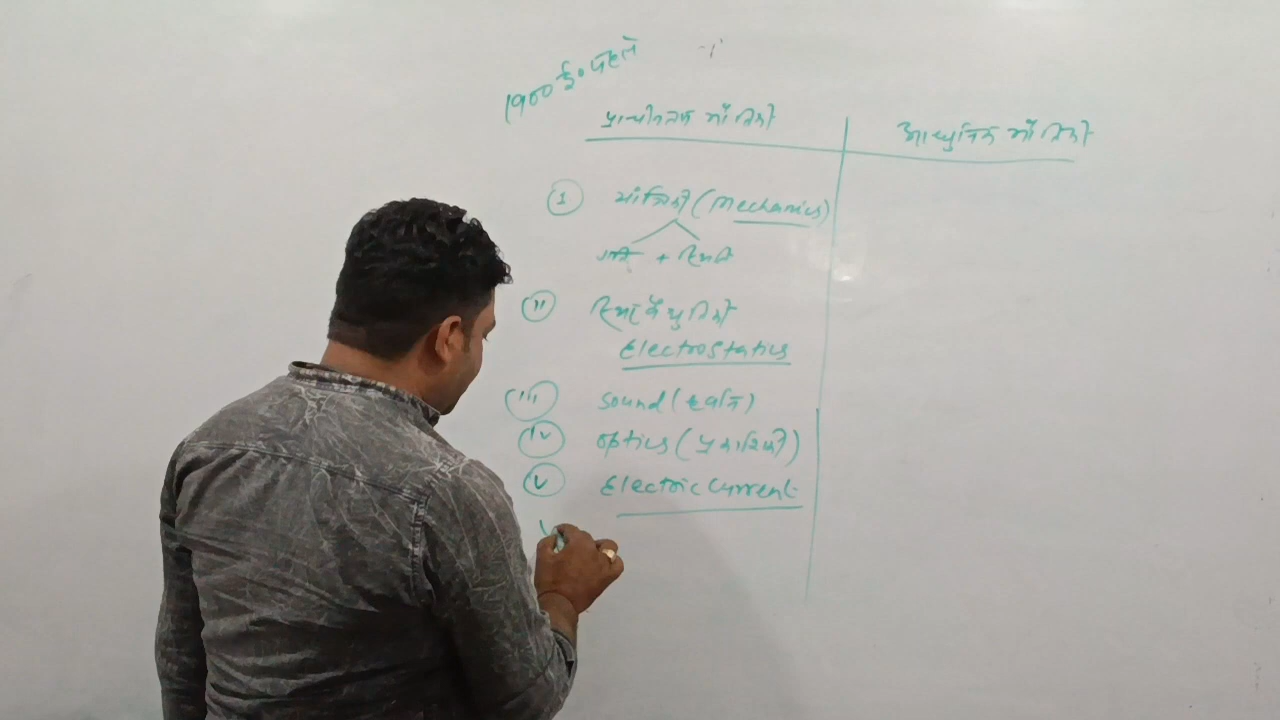 1900 ई० पहले
प्राचीनतम भौतिकी
आधुनिक भौतिकी
I यांत्रिकी (Mechanics)
गति + स्थिति
II स्थिर वैधुतिकी
Electrostatics
III Sound (ध्वनि)
IV Optics (प्रकाशिकी)
V Electric Current
V